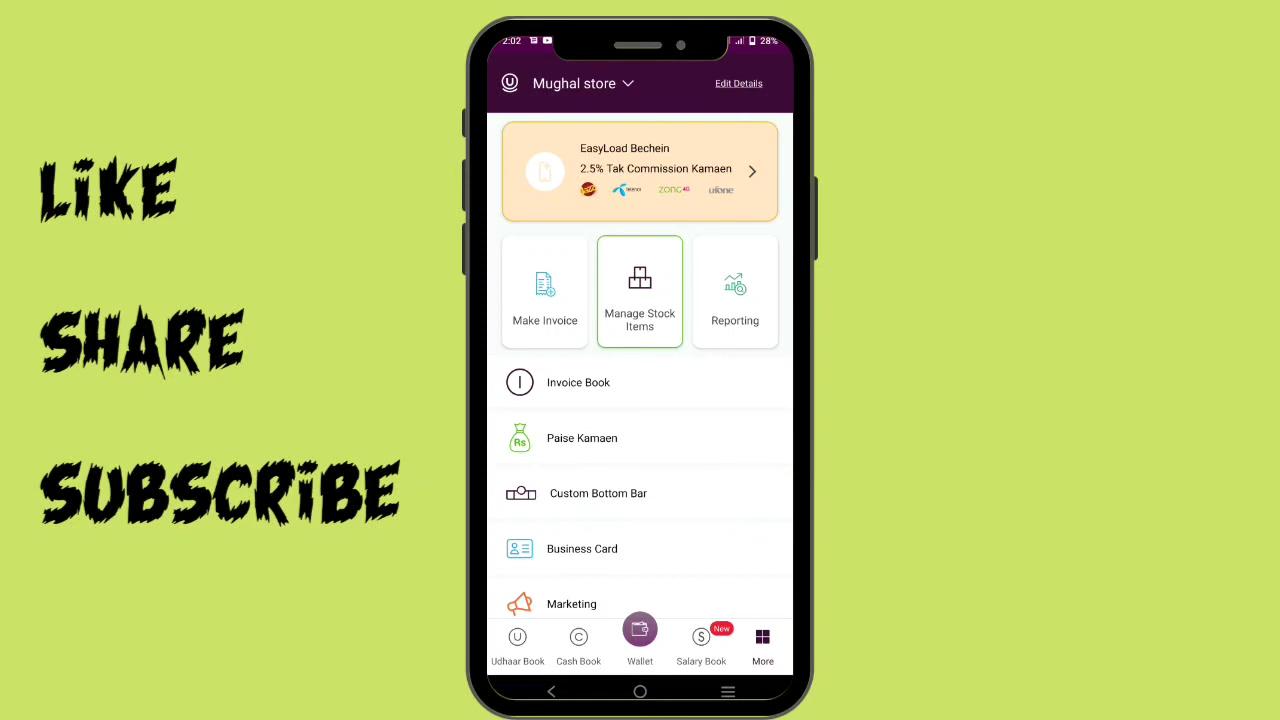 LIKE
SHARE
SUBSCRIBE
2:02
28%
Mughal store
Edit Details
EasyLoad Bechein
2.5% Tak Commission Kamaen
telenor
ZONG 4G
ufone
Make Invoice
Manage Stock
Items
Reporting
Invoice Book
Rs
Paise Kamaen
Custom Bottom Bar
Business Card
Marketing
New
Udhaar Book
Cash Book
Wallet
Salary Book
More